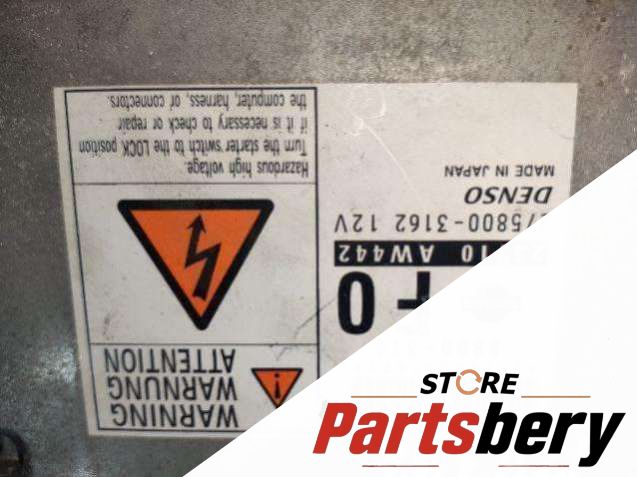 WARNING
WARNUNG
ATTENTION
Hazardous high voltage.
Turn the starter switch to the LOCK position
if it is necessary to check or repair
the computer, harness, or connectors.
F0
AW442
75800-3162 12V
DENSO
MADE IN JAPAN
STORE
Partsbery